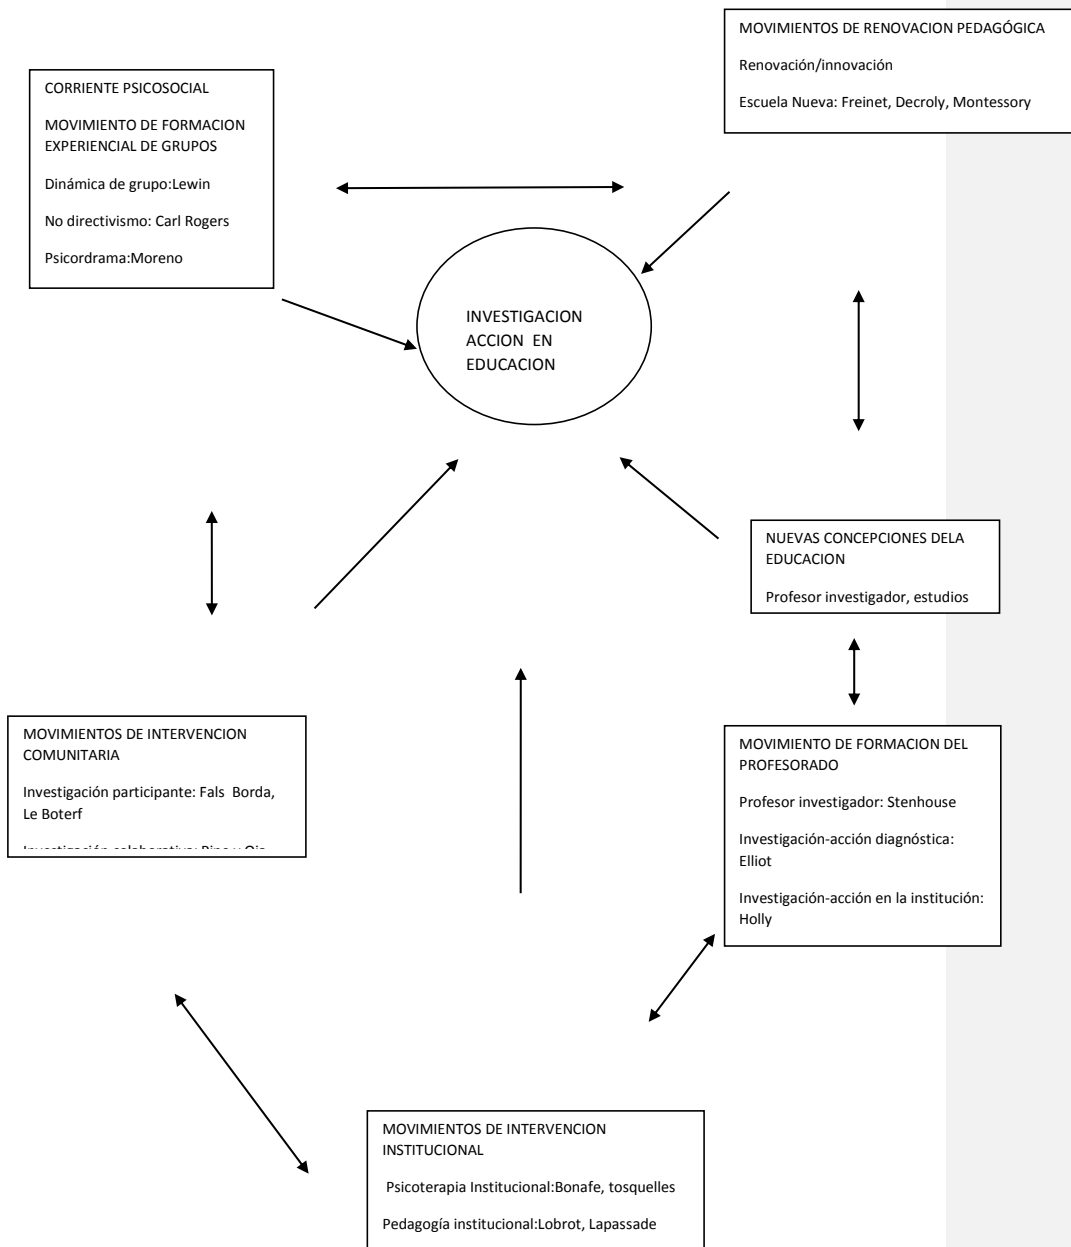 MOVIMIENTOS DE RENOVACION PEDAGÓGICA
Renovación/innovación
Escuela Nueva: Freinet, Decroly, Montessory
CORRIENTE PSICOSOCIAL
MOVIMIENTO DE FORMACION
EXPERIENCIAL DE GRUPOS
Dinámica de grupo:Lewin
No directivismo: Carl Rogers
Psicordrama:Moreno
INVESTIGACION
ACCION EN
EDUCACION
NUEVAS CONCEPCIONES DELA
EDUCACION
Profesor investigador, estudios
MOVIMIENTOS DE INTERVENCION
COMUNITARIA
Investigación participante: Fals Borda,
Le Boterf
MOVIMIENTO DE FORMACION DEL
PROFESORADO
Profesor investigador: Stenhouse
Investigación-acción diagnóstica:
Elliot
Investigación-acción en la institución:
Holly
MOVIMIENTOS DE INTERVENCION
INSTITUCIONAL
Psicoterapia Institucional:Bonafe, tosquelles
Pedagogía institucional:Lobrot, Lapassade